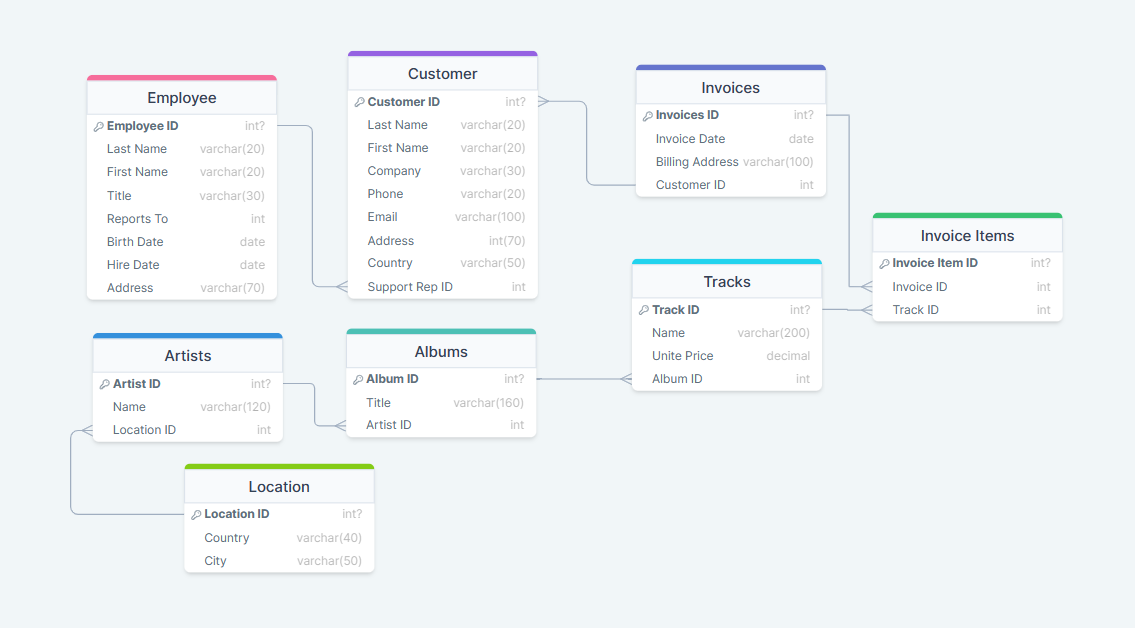 Employee
Employee ID int?
Last Name varchar(20)
First Name varchar(20)
Title varchar(30)
Reports To int
Birth Date date
Hire Date date
Address varchar(70)
Customer
Customer ID int?
Last Name varchar(20)
First Name varchar(20)
Company varchar(30)
Phone varchar(20)
Email varchar(100)
Address int(70)
Country varchar(50)
Support Rep ID int
Invoices
Invoices ID int?
Invoice Date date
Billing Address varchar(100)
Customer ID int
Invoice Items
Invoice Item ID int?
Invoice ID int
Track ID int
Tracks
Track ID int?
Name varchar(200)
Unite Price decimal
Album ID int
Artists
Artist ID int?
Name varchar(120)
Location ID int
Albums
Album ID int?
Title varchar(160)
Artist ID int
Location
Location ID int?
Country varchar(40)
City varchar(50)